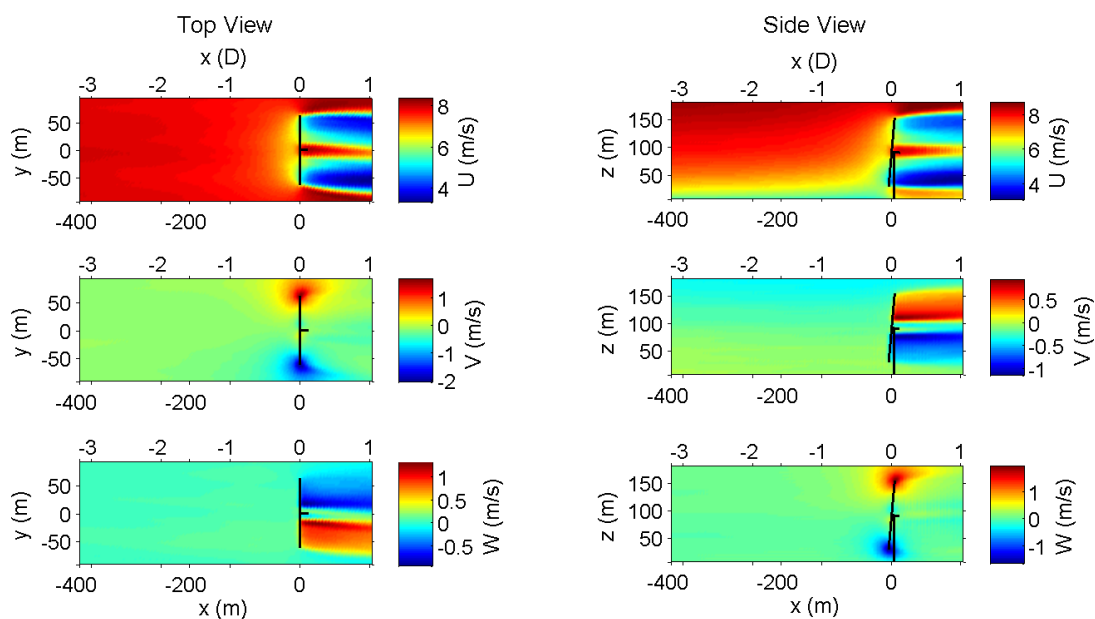 Top View
x (D)
-3 -2 -1 0 1
50
0
-50
y (m)
-400 -200 0
8
6
4
U (m/s)
Side View
x (D)
-3 -2 -1 0 1
150
100
50
z (m)
-400 -200 0
8
6
4
U (m/s)
-3 -2 -1 0 1
50
0
-50
y (m)
-400 -200 0
1
0
-1
-2
V (m/s)
-3 -2 -1 0 1
150
100
50
z (m)
-400 -200 0
0.5
0
-0.5
-1
V (m/s)
-3 -2 -1 0 1
50
0
-50
y (m)
-400 -200 0
x (m)
1
0.5
0
-0.5
W (m/s)
-3 -2 -1 0 1
150
100
50
z (m)
-400 -200 0
x (m)
1
0
-1
W (m/s)